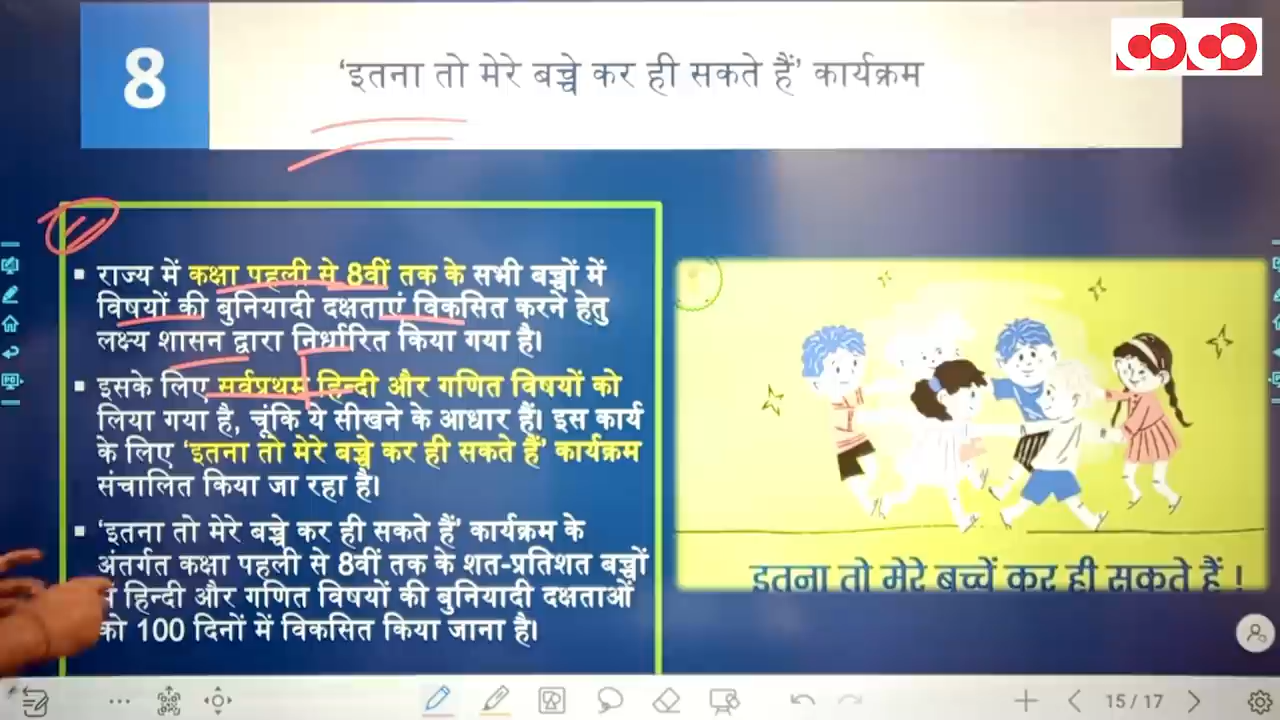 8
‘इतना तो मेरे बच्चे कर ही सकते हैं’ कार्यक्रम
▪ राज्य में कक्षा पहली से 8वीं तक के सभी बच्चों में
विषयों की बुनियादी दक्षताएं विकसित करने हेतु
लक्ष्य शासन द्वारा निर्धारित किया गया है।
▪ इसके लिए सर्वप्रथम हिन्दी और गणित विषयों को
लिया गया है, चूंकि ये सीखने के आधार हैं। इस कार्य
के लिए ‘इतना तो मेरे बच्चे कर ही सकते हैं’ कार्यक्रम
संचालित किया जा रहा है।
▪ ‘इतना तो मेरे बच्चे कर ही सकते हैं’ कार्यक्रम के
अंतर्गत कक्षा पहली से 8वीं तक के शत-प्रतिशत बच्चों
हिन्दी और गणित विषयों की बुनियादी दक्षताओं
को 100 दिनों में विकसित किया जाना है।
इतना तो मेरे बच्चें कर ही सकते हैं !
15 / 17